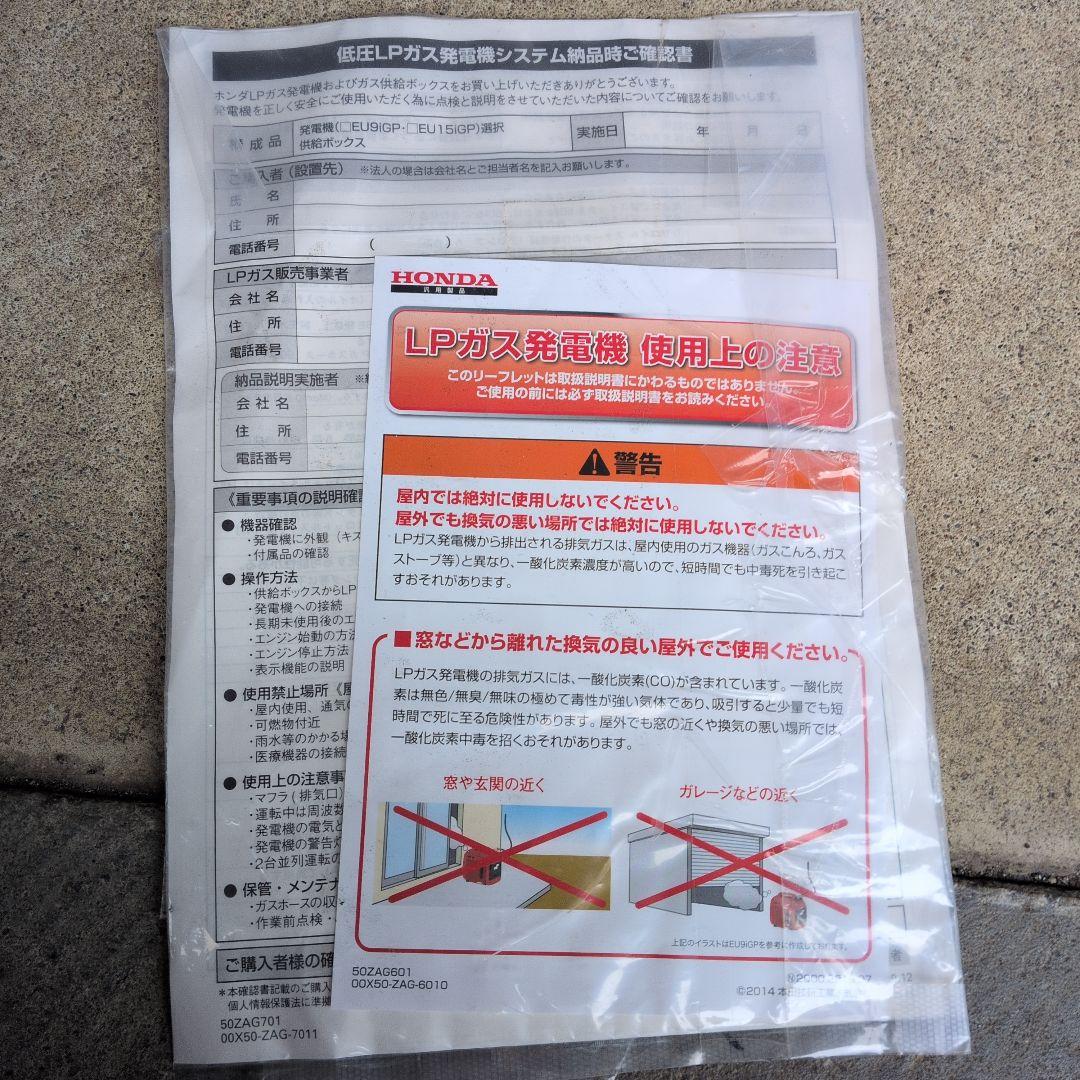 低圧LPガス発電機システム納品時ご確認書
ホンダLPガス発電機およびガス供給ボックスをお買い上げいただきありがとうございます。
発電機を正しく安全にご使用いただく為に点検と説明をさせていただいた内容についてご確認をお願いします。
構成品
発電機(□EU9iGP・□EU15iGP)選択
供給ボックス
実施日
年 月 日
ご購入者(設置先) ※法人の場合は会社名とご担当者名を記入お願いします。
氏 名
住 所
電話番号 ( )
LPガス販売事業者
会社名
住 所
電話番号
納品説明実施者
会社名
住 所
電話番号
《重要事項の説明確認
● 機器確認
・発電機に外観(キズ
・付属品の確認
● 操作方法
・供給ボックスからLP
・発電機への接続
・長期未使用後のエ
・エンジン始動の方法
・エンジン停止方法
・表示機能の説明
● 使用禁止場所《屋
・屋内使用、通気の
・可燃物付近
・雨水等のかかる場
・医療機器の接続
● 使用上の注意事
・マフラ(排気口)
・運転中は周波数
・発電機の電気と
・発電機の警告灯
・2台並列運転の
● 保管・メンテナ
・ガスホースの収
・作業前点検・
ご購入者様の確
者
*本確認書記載のご購入
個人情報保護法に準拠
50ZAG701
00X50-ZAG-7011
HONDA
汎用製品
LPガス発電機 使用上の注意
このリーフレットは取扱説明書にかわるものではありません。
ご使用の前には必ず取扱説明書をお読みください。
警告
屋内では絶対に使用しないでください。
屋外でも換気の悪い場所では絶対に使用しないでください。
LPガス発電機から排出される排気ガスは、屋内使用のガス機器(ガスこんろ、ガス
ストーブ等)と異なり、一酸化炭素濃度が高いので、短時間でも中毒死を引き起こ
すおそれがあります。
■ 窓などから離れた換気の良い屋外でご使用ください。
LPガス発電機の排気ガスには、一酸化炭素(CO)が含まれています。一酸化炭
素は無色/無臭/無味の極めて毒性が強い気体であり、吸引すると少量でも短
時間で死に至る危険性があります。屋外でも窓の近くや換気の悪い場所では、
一酸化炭素中毒を招くおそれがあります。
窓や玄関の近く
ガレージなどの近く
上記のイラストはEU9iGPを参考に作成しております。
50ZAG601
00X50-ZAG-6010
©2014 本田技研工業